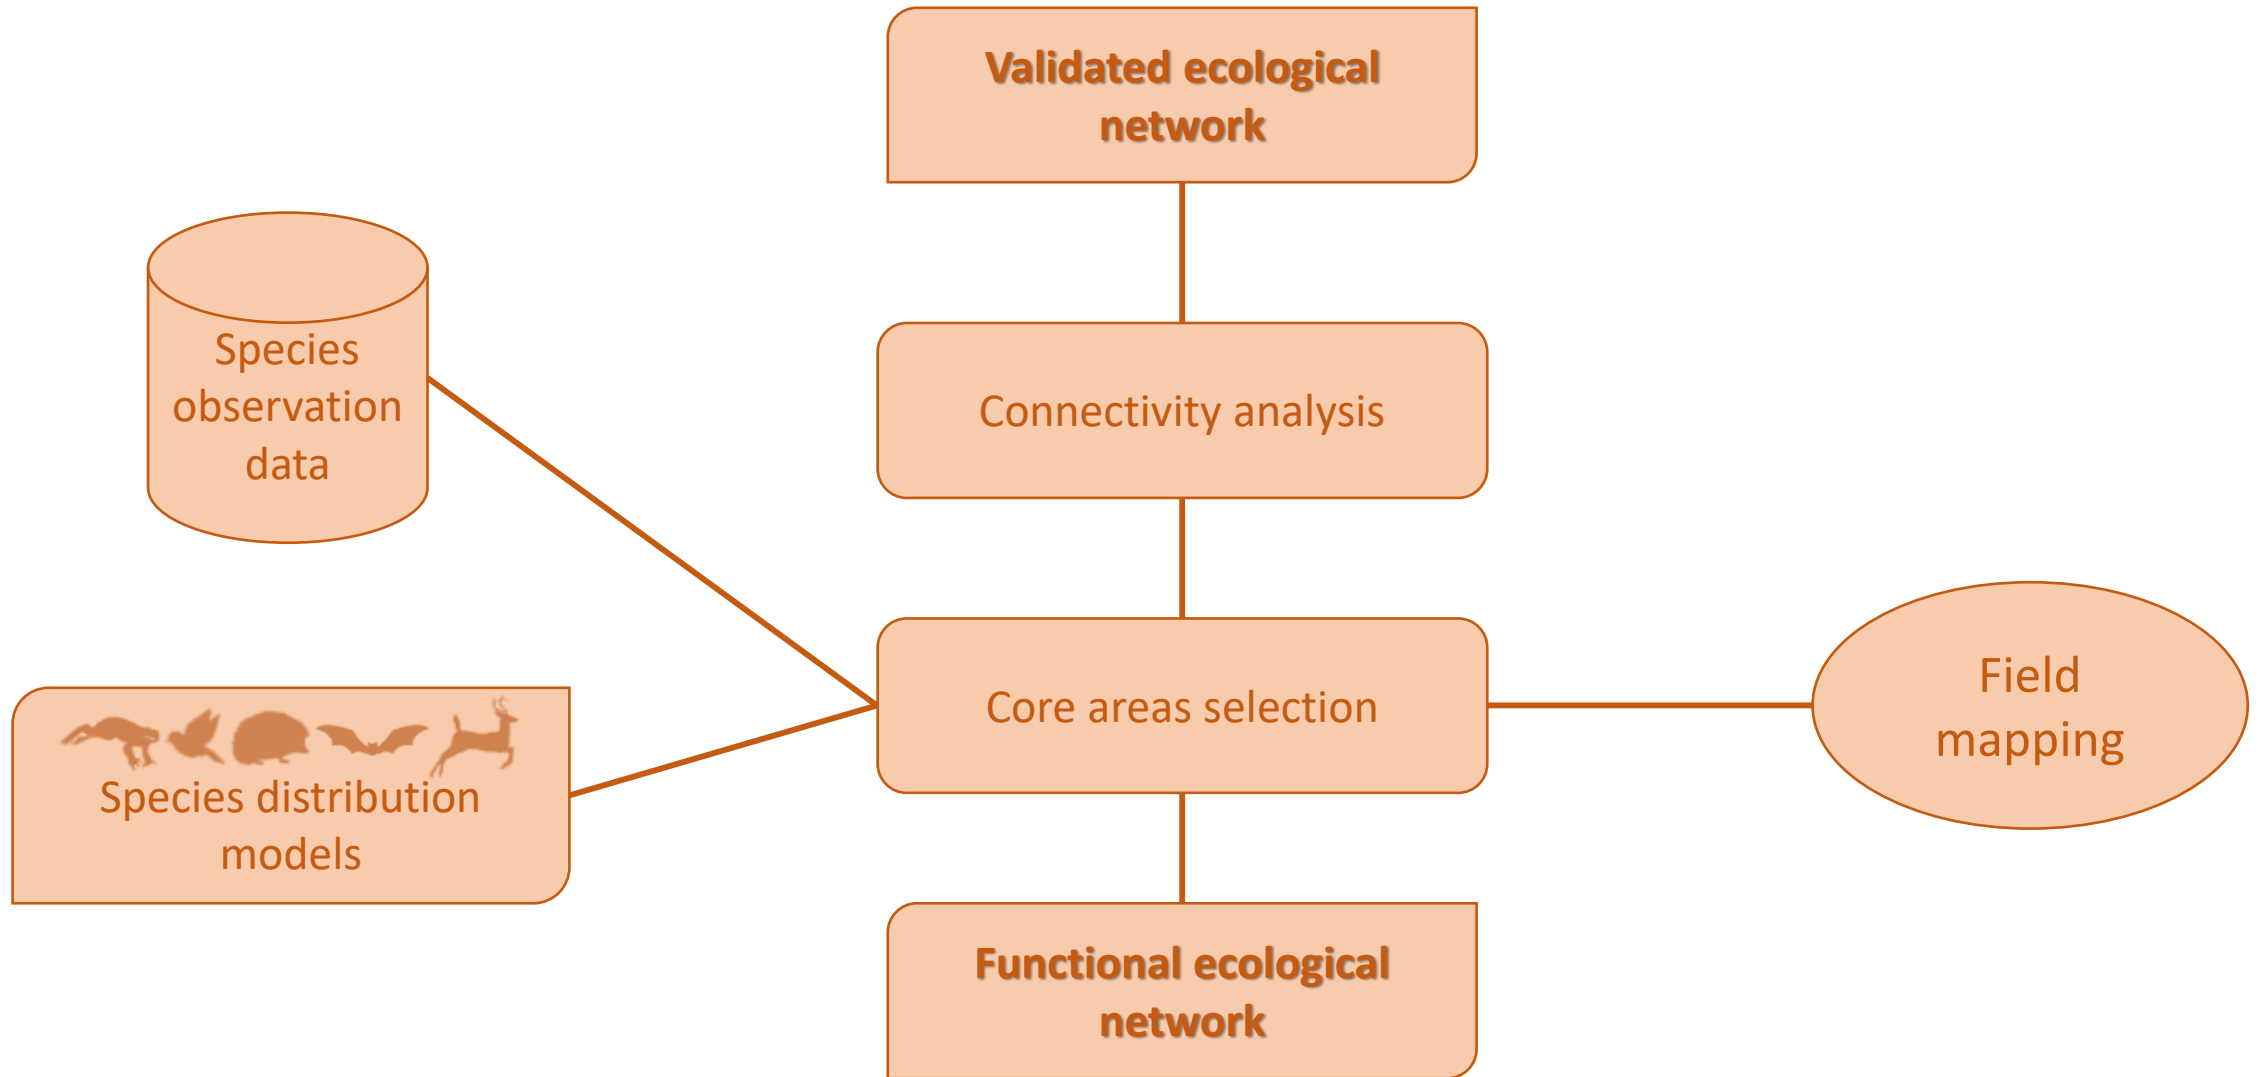 Validated ecological
network
Species
observation
data
Connectivity analysis
Core areas selection
Field
mapping
Species distribution
models
Functional ecological
network